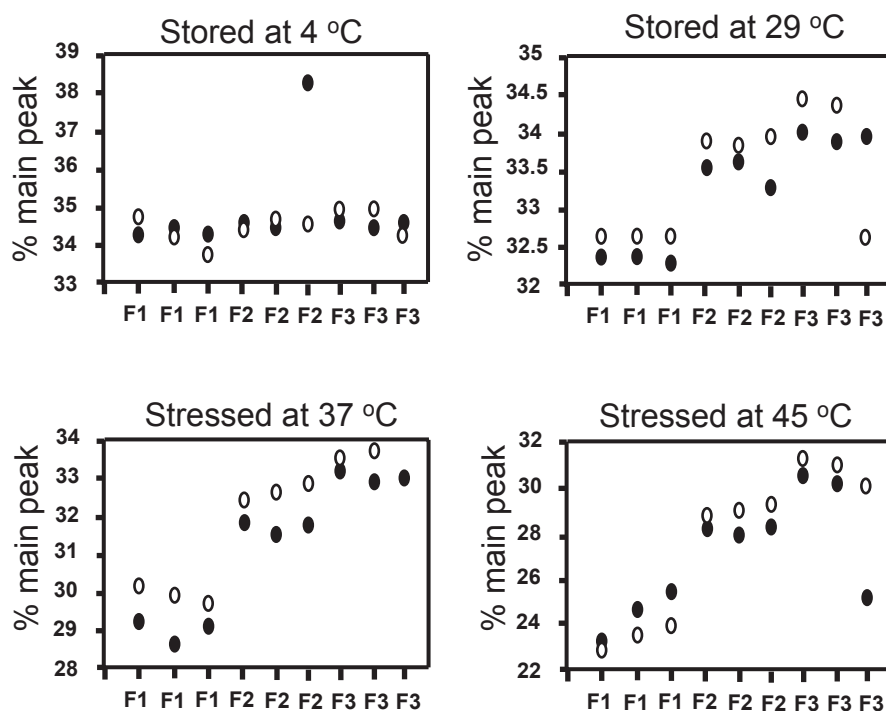 Stored at 4 °C
% main peak
39
38
37
36
35
34
33
F1 F1 F1 F2 F2 F2 F3 F3 F3
Stored at 29 °C
% main peak
35
34.5
34
33.5
33
32.5
32
F1 F1 F1 F2 F2 F2 F3 F3 F3
Stressed at 37 °C
% main peak
34
33
32
31
30
29
28
F1 F1 F1 F2 F2 F2 F3 F3 F3
Stressed at 45 °C
% main peak
32
30
28
26
24
22
F1 F1 F1 F2 F2 F2 F3 F3 F3